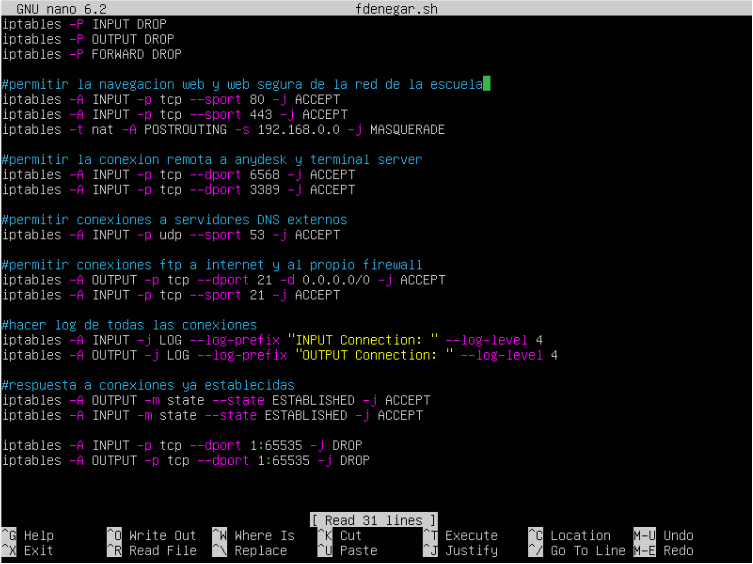 GNU nano 6.2 fdenegar.sh
iptables -P INPUT DROP
iptables -P OUTPUT DROP
iptables -P FORWARD DROP
#permitir la navegacion web y web segura de la red de la escuela
iptables -A INPUT -p tcp --sport 80 -j ACCEPT
iptables -A INPUT -p tcp --sport 443 -j ACCEPT
iptables -t nat -A POSTROUTING -s 192.168.0.0 -j MASQUERADE
#permitir la conexion remota a anydesk y terminal server
iptables -A INPUT -p tcp --dport 6568 -j ACCEPT
iptables -A INPUT -p tcp --dport 3389 -j ACCEPT
#permitir conexiones a servidores DNS externos
iptables -A INPUT -p udp --sport 53 -j ACCEPT
#permitir conexiones ftp a internet y al propio firewall
iptables -A OUTPUT -p tcp --dport 21 -d 0.0.0.0/0 -j ACCEPT
iptables -A INPUT -p tcp --sport 21 -j ACCEPT
#hacer log de todas las conexiones
iptables -A INPUT -j LOG --log-prefix "INPUT Connection: " --log-level 4
iptables -A OUTPUT -j LOG --log-prefix "OUTPUT Connection: " --log-level 4
#respuesta a conexiones ya establecidas
iptables -A OUTPUT -m state --state ESTABLISHED -j ACCEPT
iptables -A INPUT -m state --state ESTABLISHED -j ACCEPT
iptables -A INPUT -p tcp --dport 1:65535 -j DROP
iptables -A OUTPUT -p tcp --dport 1:65535 -j DROP
[ Read 31 lines ]
^G Help ^O Write Out ^W Where Is ^K Cut ^T Execute ^C Location M-U Undo
^X Exit ^R Read File ^\ Replace ^U Paste ^J Justify ^/ Go To Line M-E Redo